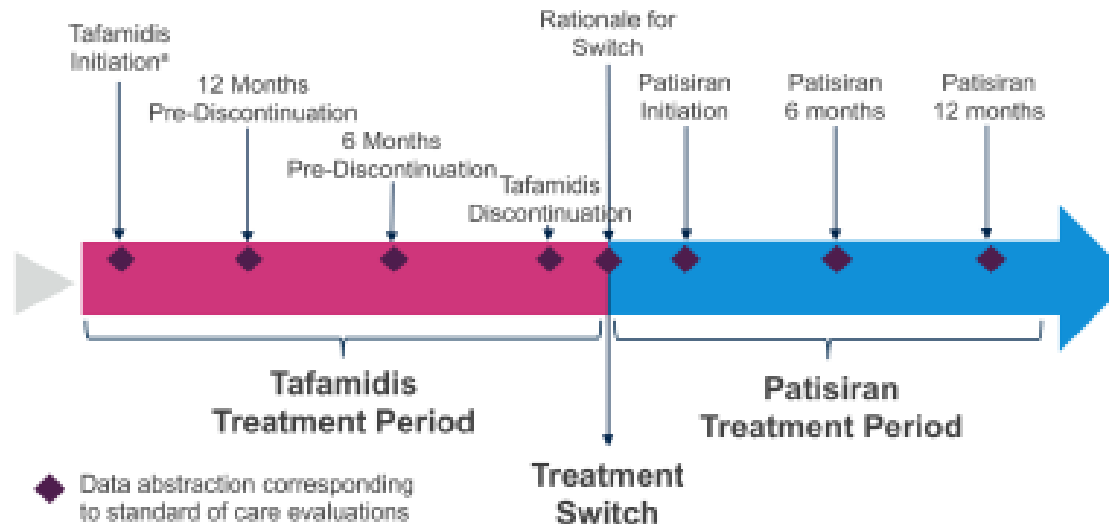 Tafamidis
Initiationª
12 Months
Pre-Discontinuation
6 Months
Pre-Discontinuation
Tafamidis
Discontinuation
Rationale for
Switch
Patisiran
Initiation
Patisiran
6 months
Patisiran
12 months
Tafamidis
Treatment Period
Patisiran
Treatment Period
Treatment
Switch
Data abstraction corresponding
to standard of care evaluations